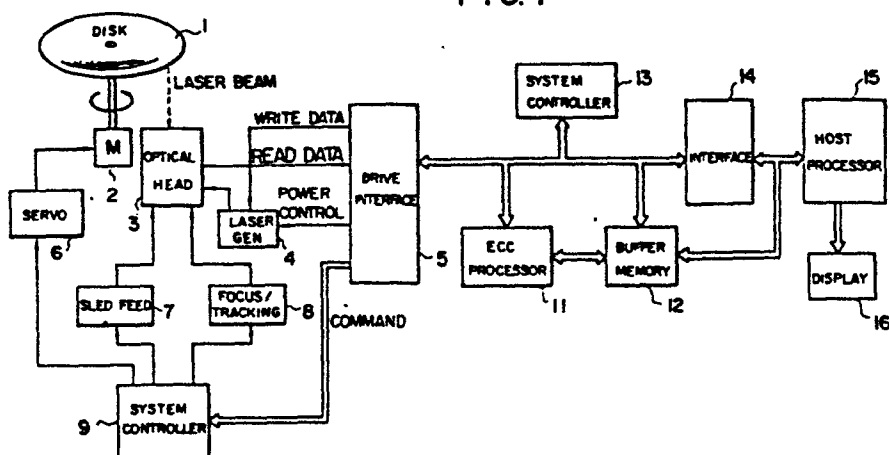 FIG. 1
DISK
1
LASER BEAM
M
2
OPTICAL
HEAD
3
SERVO
6
WRITE DATA
READ DATA
POWER
CONTROL
LASER
GEN
4
DRIVE
INTERFACE
5
SLED FEED
7
FOCUS/
TRACKING
8
COMMAND
SYSTEM
CONTROLLER
9
SYSTEM
CONTROLLER
13
ECC
PROCESSOR
11
BUFFER
MEMORY
12
INTERFACE
14
HOST
PROCESSOR
15
DISPLAY
16